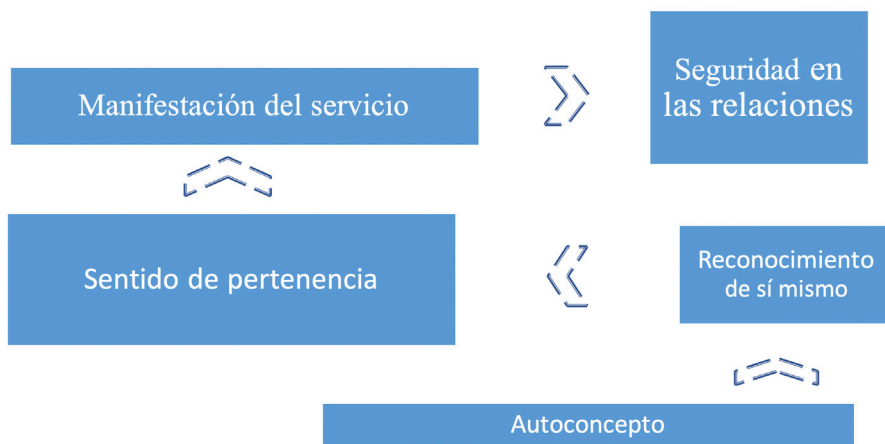 Manifestación del servicio
Seguridad en
las relaciones
Sentido de pertenencia
Reconocimiento
de sí mismo
Autoconcepto